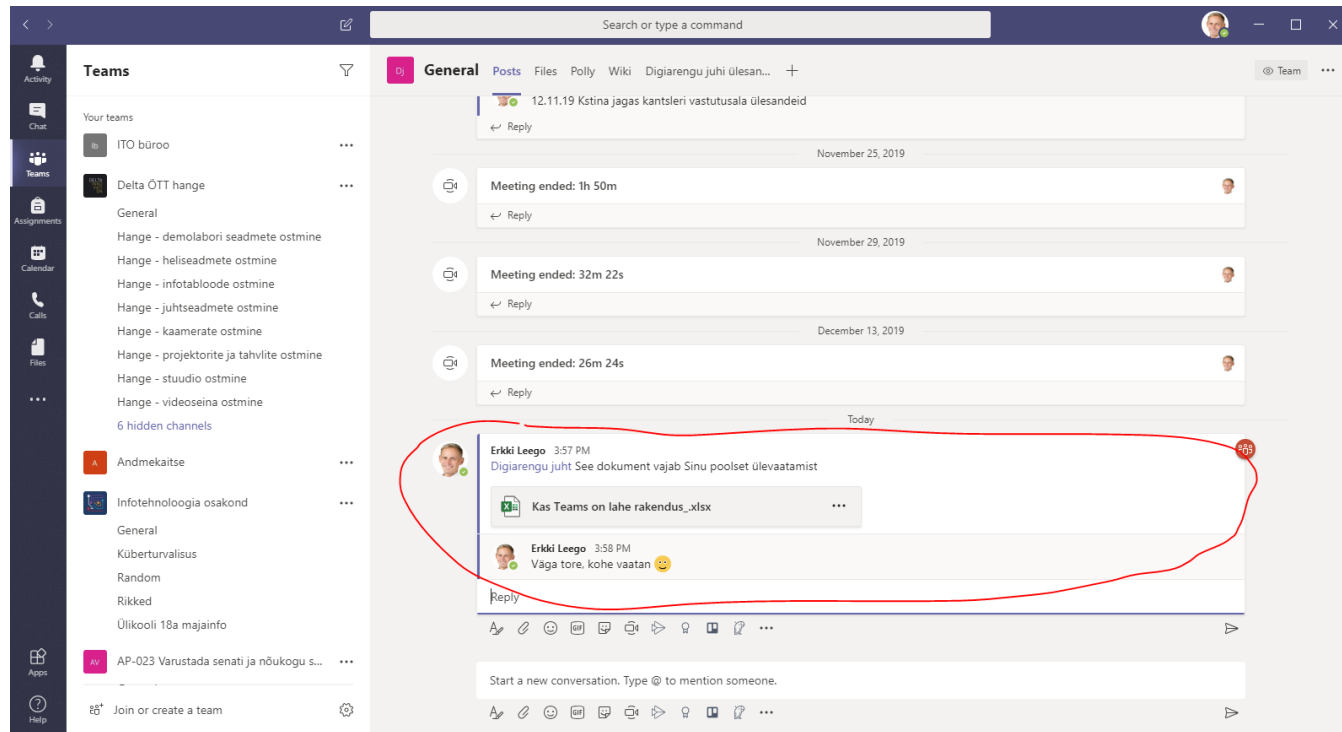 Search or type a command
Activity
Chat
Teams
Assignments
Calendar
Calls
Files
Apps
Help
Teams
Your teams
Ib
ITO büroo
Delta ÕTT hange
General
Hange - demolabori seadmete ostmine
Hange - heliseadmete ostmine
Hange - infotabloode ostmine
Hange - juhtseadmete ostmine
Hange - kaamerate ostmine
Hange - projektorite ja tahvlite ostmine
Hange - stuudio ostmine
Hange - videoseina ostmine
6 hidden channels
A
Andmekaitse
Infotehnoloogia osakond
General
Küberturvalisus
Random
Rikked
Ülikooli 18a majainfo
AV
AP-023 Varustada senati ja nõukogu s...
Join or create a team
Dj
General Posts Files Polly Wiki Digiarengu juhi ülesan...
Team
12.11.19 Kstina jagas kantsleri vastutusala ülesandeid
Reply
November 25, 2019
Meeting ended: 1h 50m
Reply
November 29, 2019
Meeting ended: 32m 22s
Reply
December 13, 2019
Meeting ended: 26m 24s
Reply
Today
Erkki Leego 3:57 PM
Digiarengu juht See dokument vajab Sinu poolset ülevaatamist
Kas Teams on lahe rakendus_.xlsx
Erkki Leego 3:58 PM
Väga tore, kohe vaatan
Reply
GIF
Start a new conversation. Type @ to mention someone.
GIF